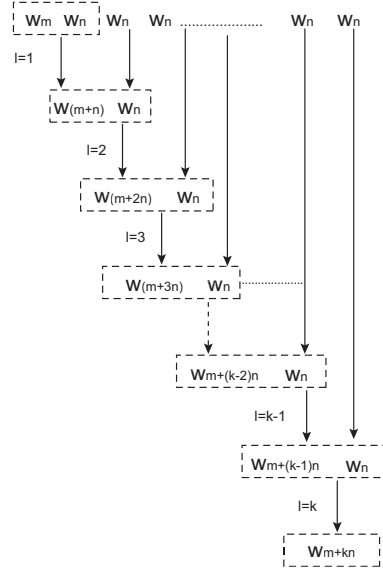 Wm Wn Wn Wn Wn Wn
l=1
W(m+n) Wn
l=2
W(m+2n) Wn
l=3
W(m+3n) Wn
Wm+(k-2)n Wn
l=k-1
Wm+(k-1)n Wn
l=k
Wm+kn